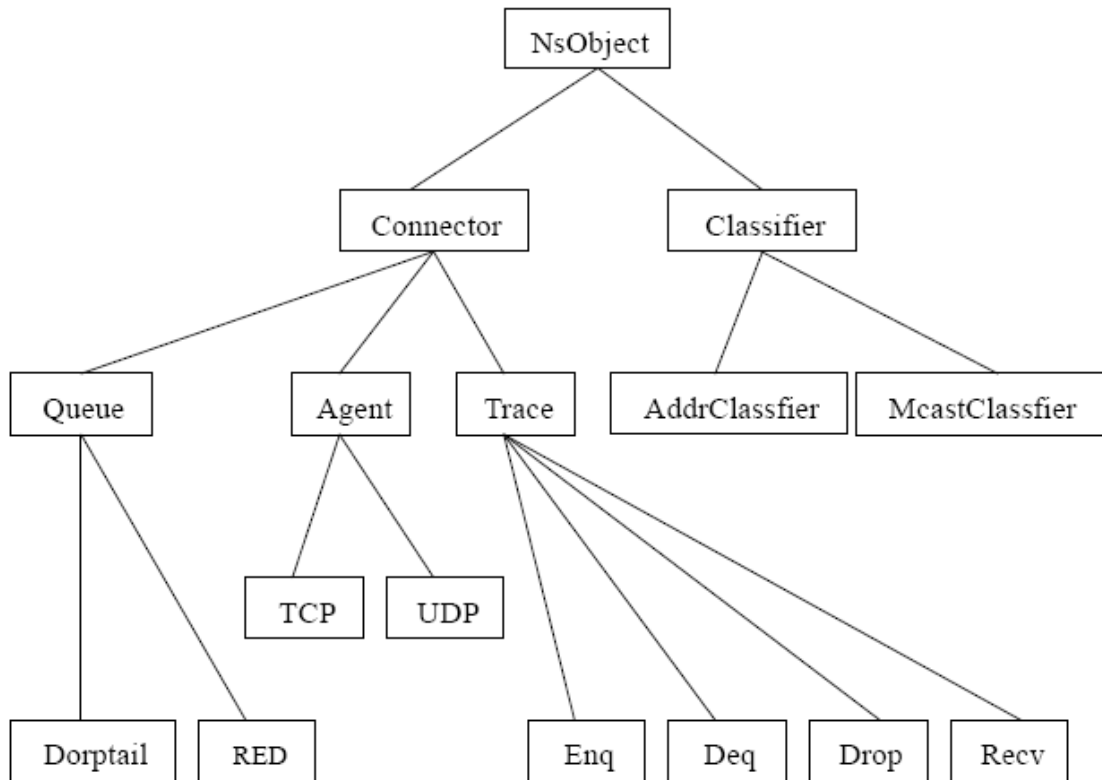 NsObject
Connector
Classifier
Queue
Agent
Trace
AddrClassfier
McastClassfier
TCP
UDP
Dorptail
RED
Enq
Deq
Drop
Recv